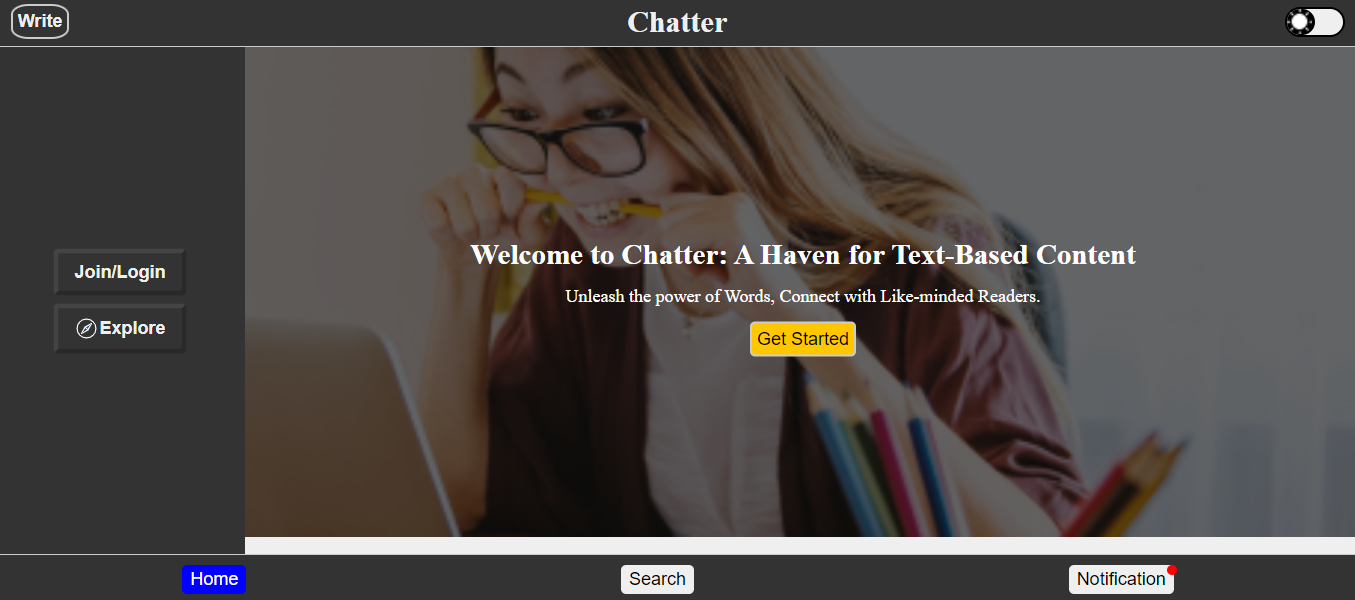 Write
Chatter
Join/Login
Explore
Welcome to Chatter: A Haven for Text-Based Content
Unleash the power of Words, Connect with Like-minded Readers.
Get Started
Home
Search
Notification